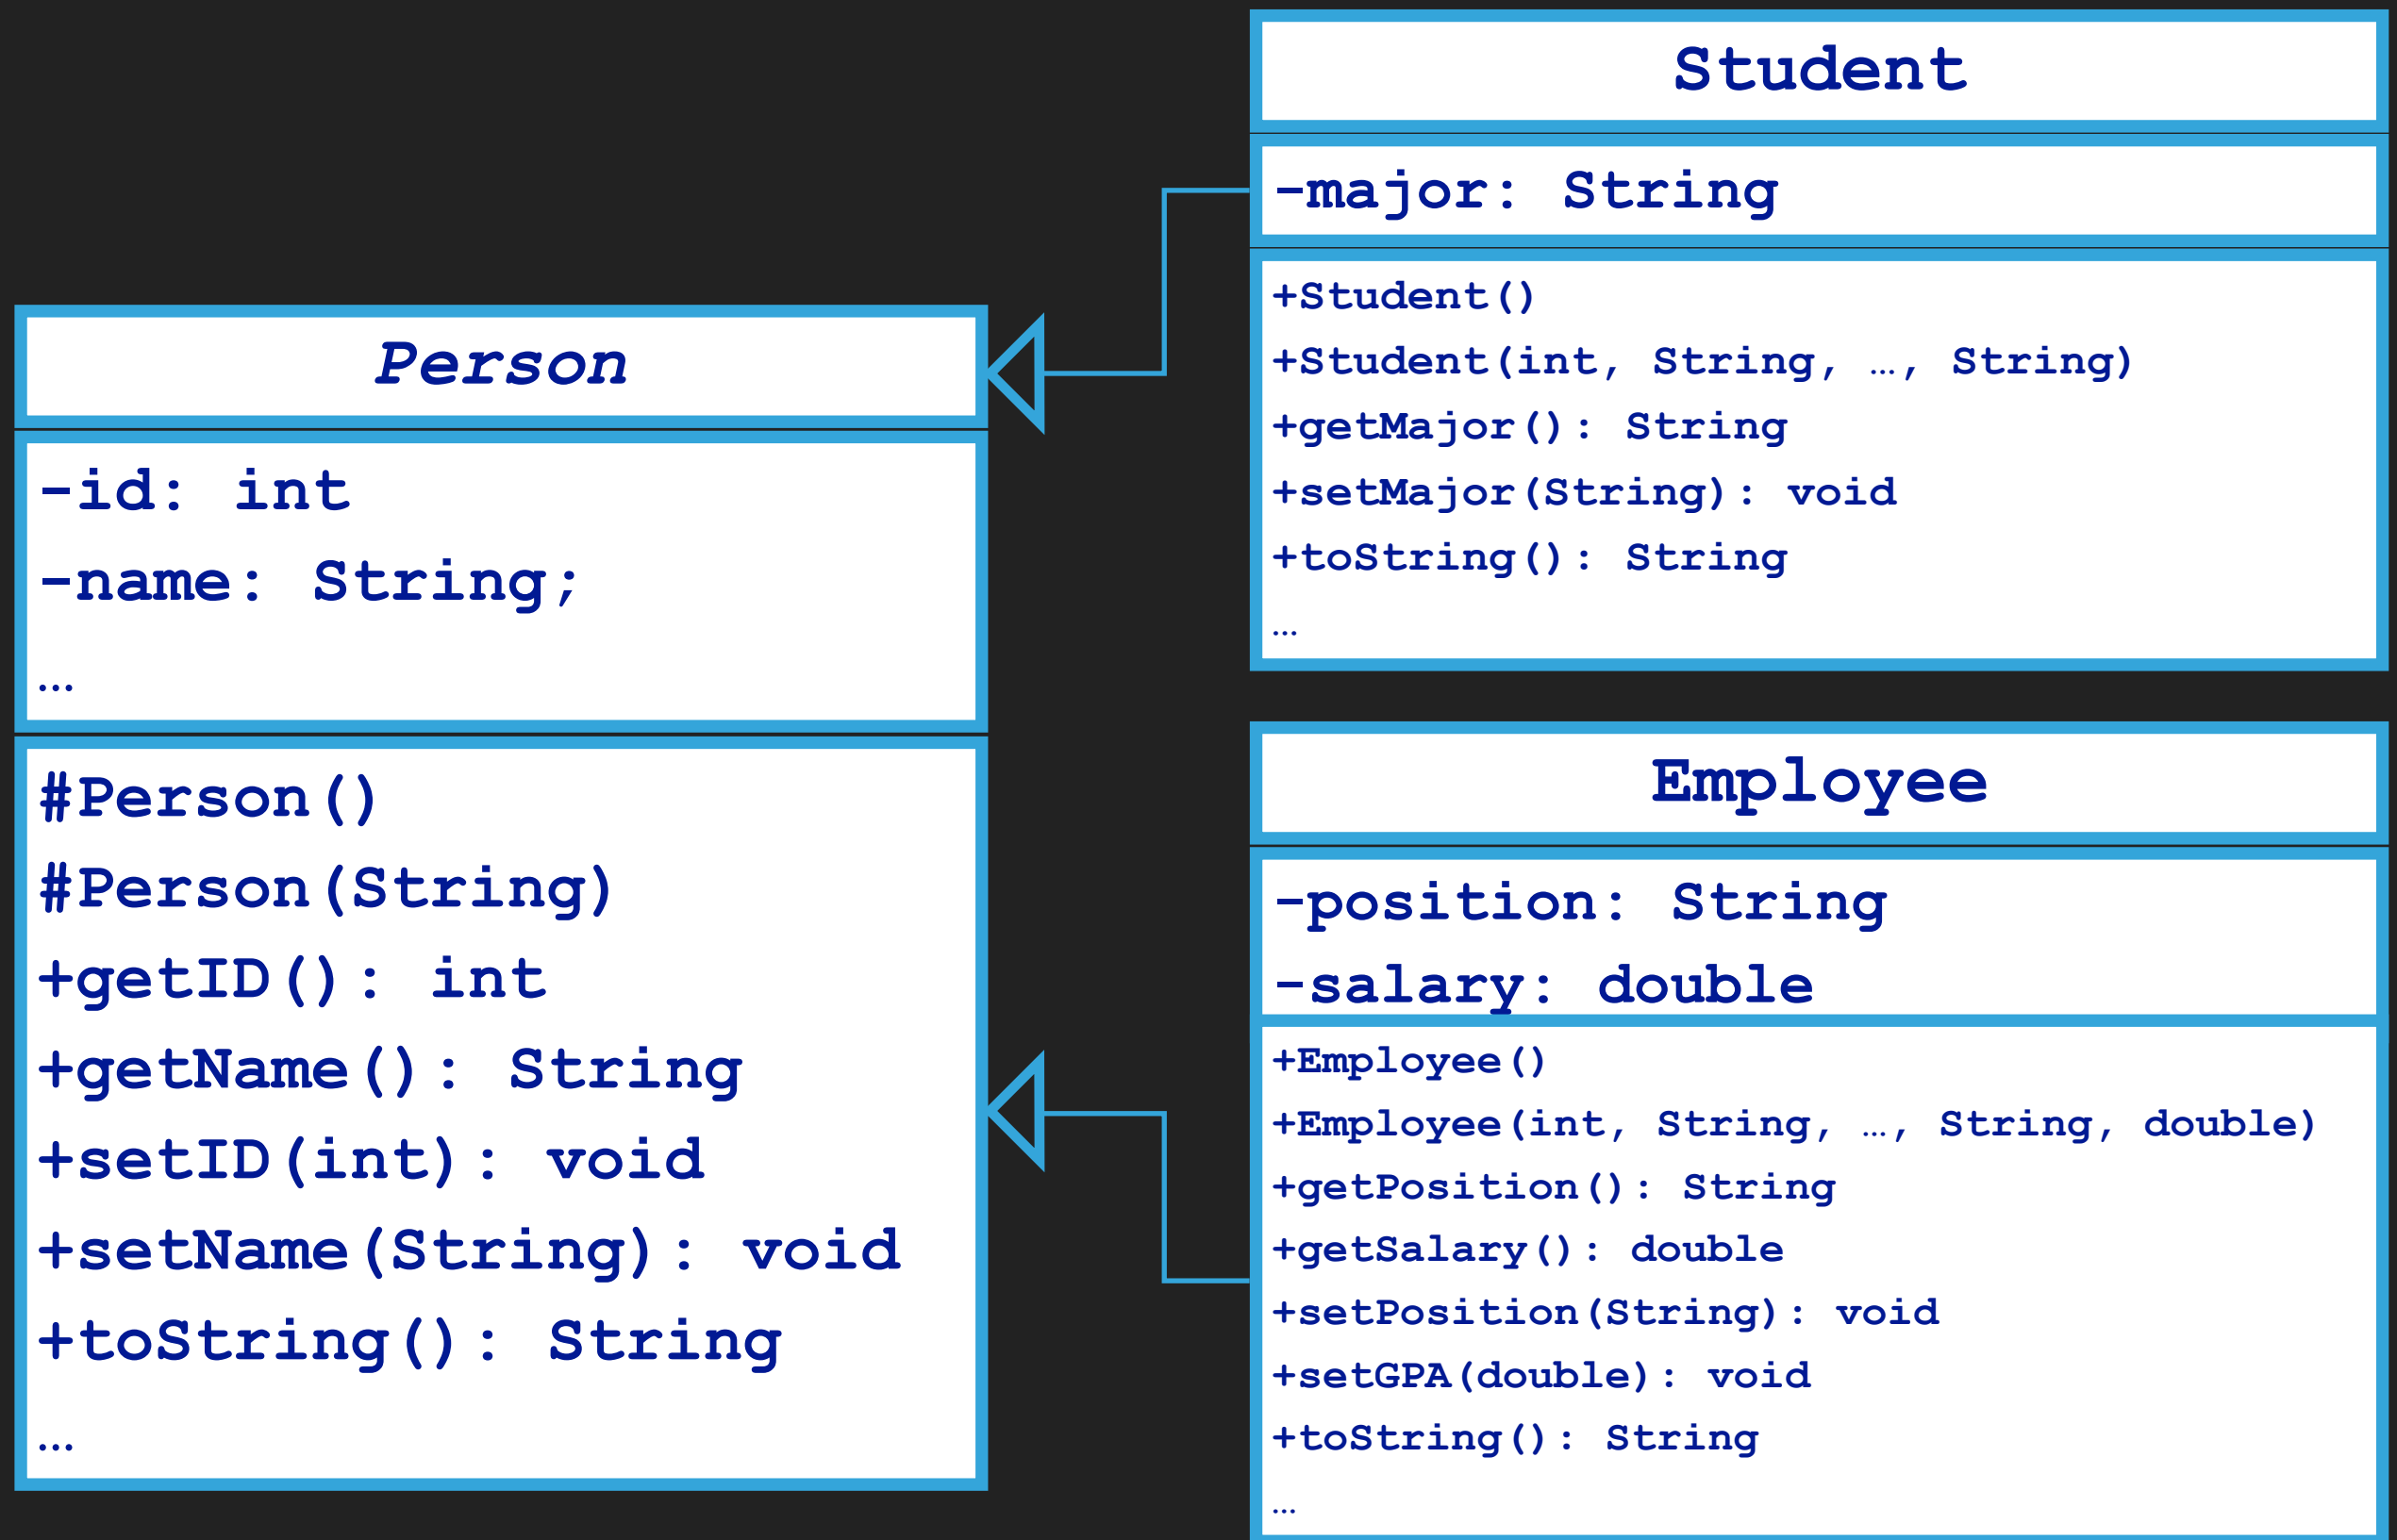 Person
-id: int
-name: String;
…
#Person()
#Person(String)
+getID(): int
+getName(): String
+setID(int): void
+setName(String): void
+toString(): String
…
Student
-major: String
+Student()
+Student(int, String, …, String)
+getMajor(): String
+setMajor(String): void
+toString(): String
…
Employee
-position: String
-salary: double
+Employee()
+Employee(int, String, …, String, double)
+getPosition(): String
+getSalary(): double
+setPosition(String): void
+setGPA(double): void
+toString(): String
…